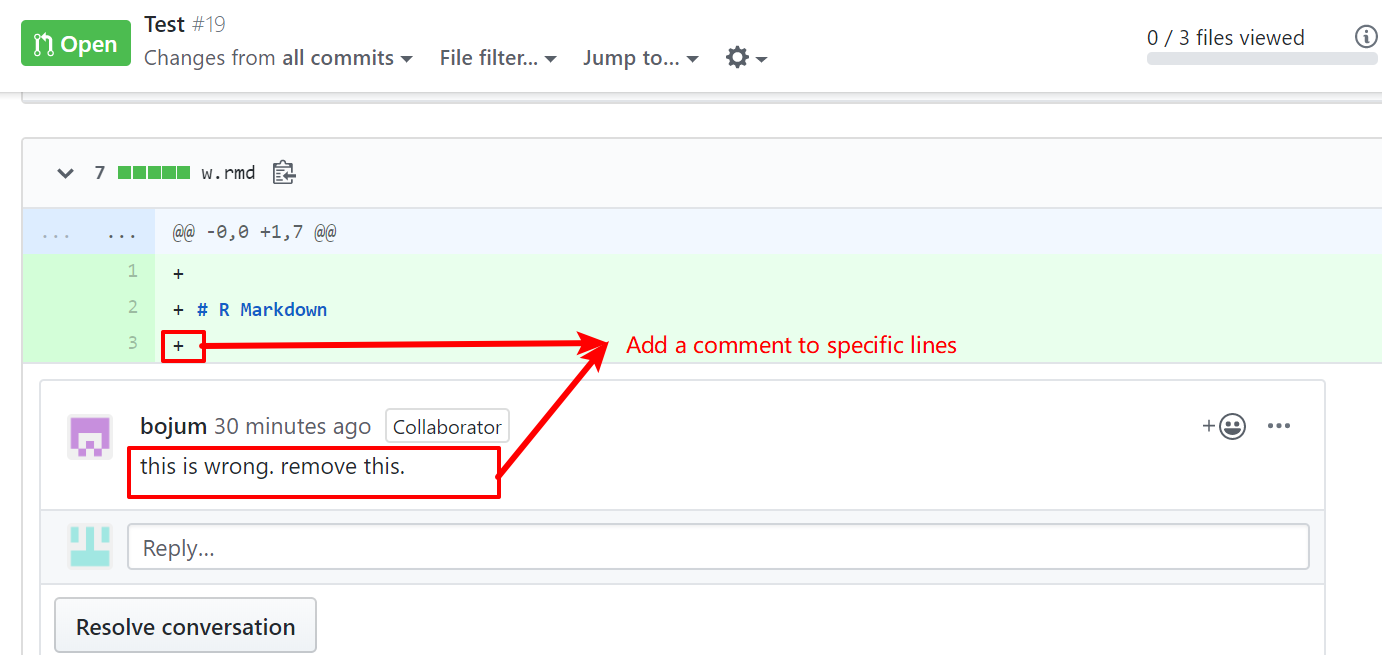 Open
Test #19
Changes from all commits
File filter...
Jump to...
0 / 3 files viewed
7
w.rmd
... ... @@ -0,0 +1,7 @@
1 +
2 + # R Markdown
3 +
Add a comment to specific lines
bojum 30 minutes ago
Collaborator
+
this is wrong. remove this.
Reply...
Resolve conversation